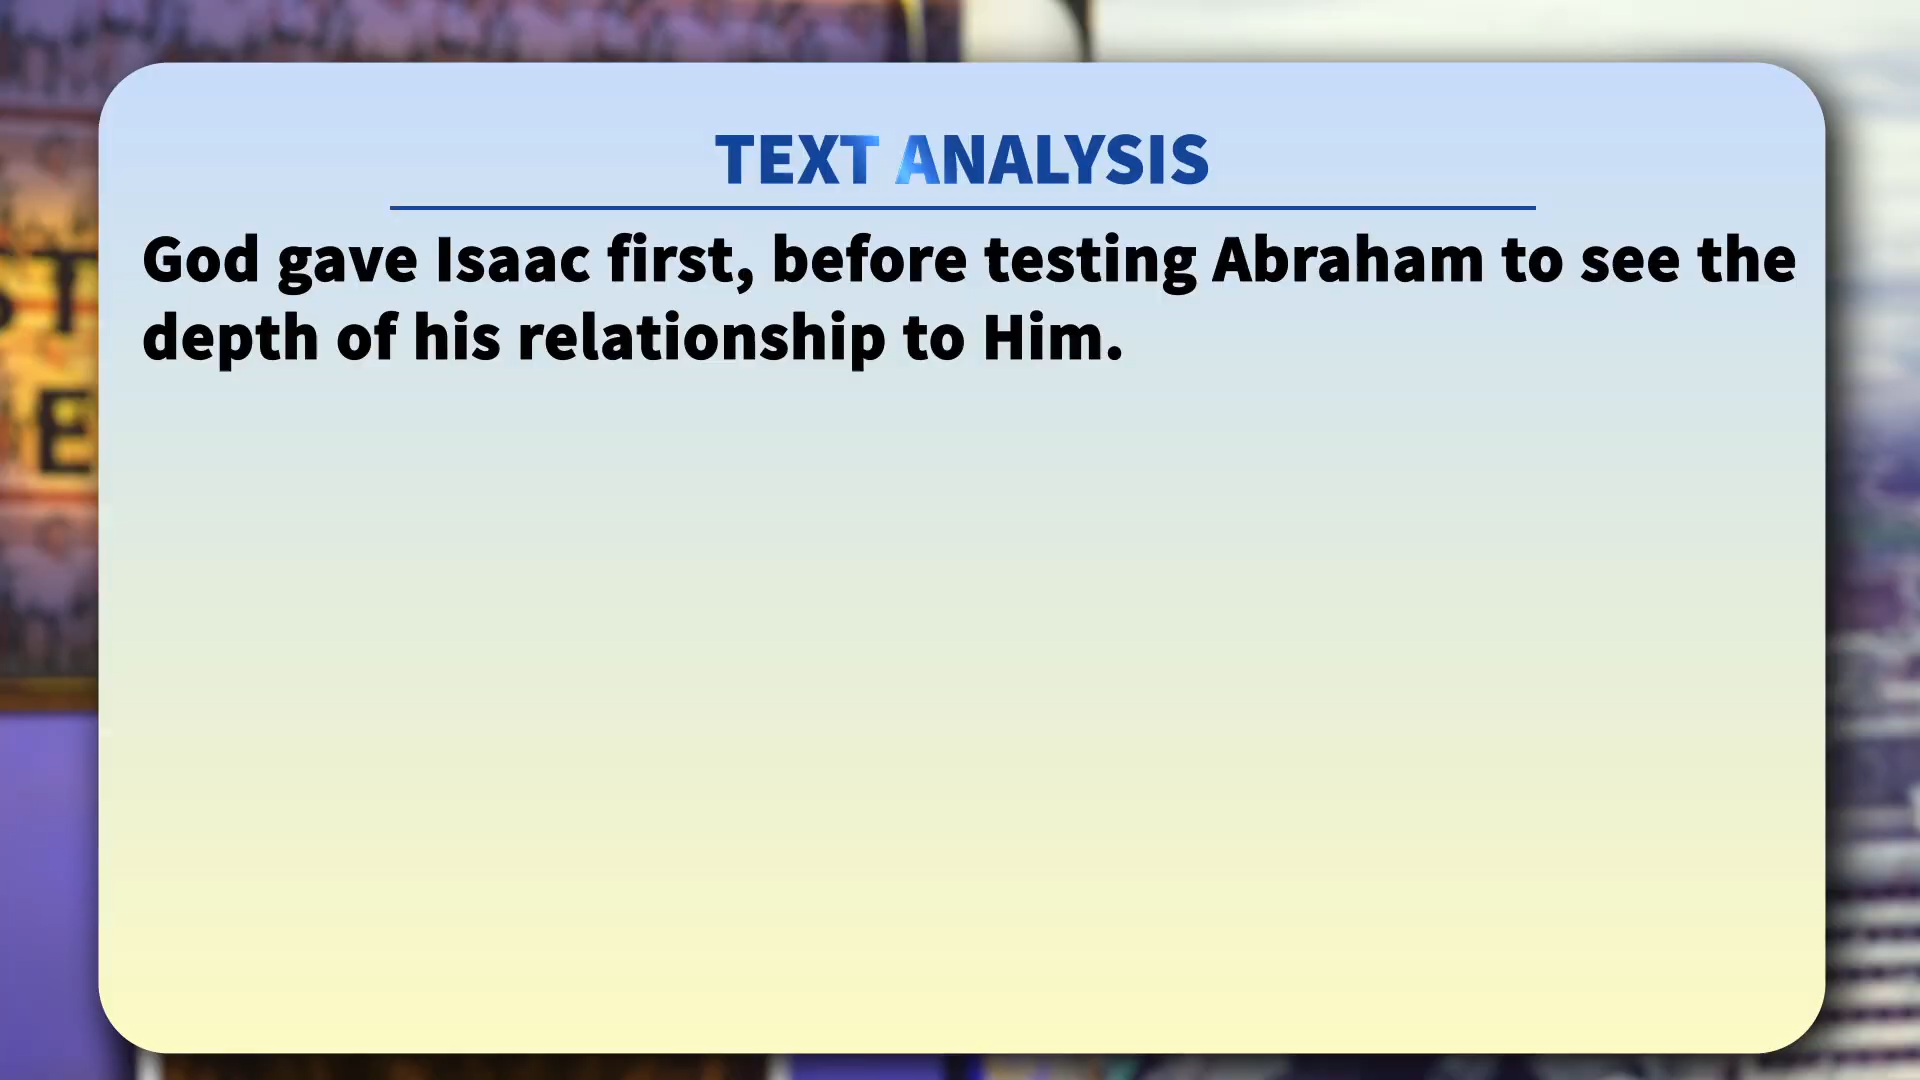 TEXT ANALYSIS
God gave Isaac first, before testing Abraham to see the
depth of his relationship to Him.